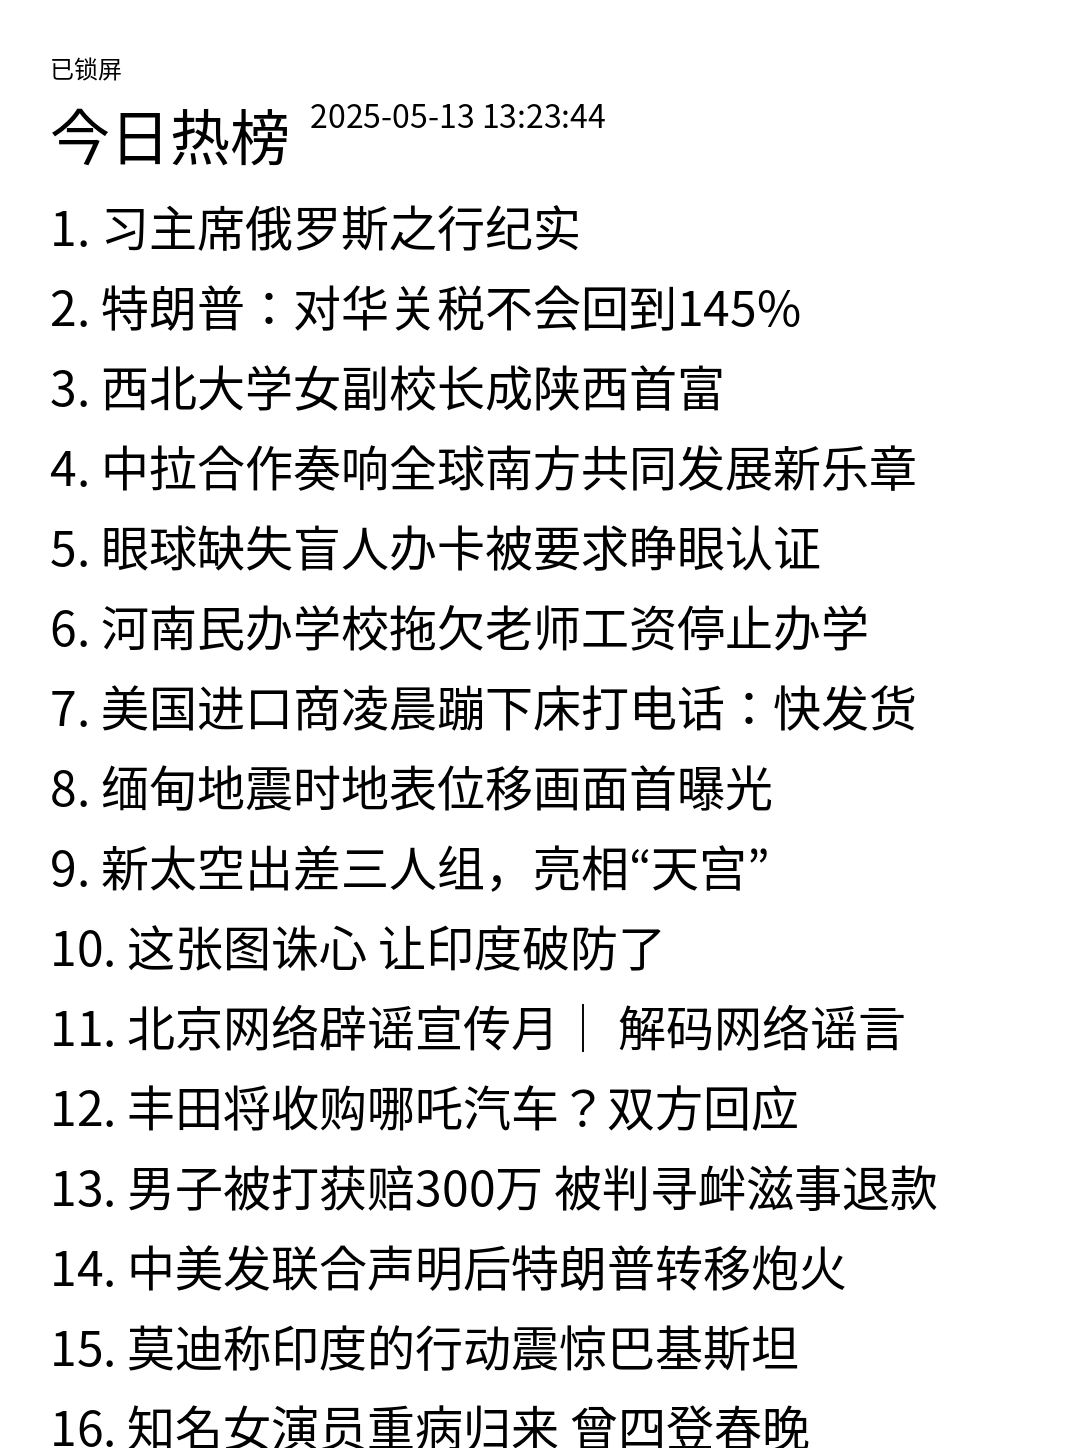 已锁屏
今日热榜 2025-05-13 13:23:44
1. 习主席俄罗斯之行纪实
2. 特朗普：对华关税不会回到145%
3. 西北大学女副校长成陕西首富
4. 中拉合作奏响全球南方共同发展新乐章
5. 眼球缺失盲人办卡被要求睁眼认证
6. 河南民办学校拖欠老师工资停止办学
7. 美国进口商凌晨蹦下床打电话：快发货
8. 缅甸地震时地表位移画面首曝光
9. 新太空出差三人组，亮相“天宫”
10. 这张图诛心 让印度破防了
11. 北京网络辟谣宣传月｜ 解码网络谣言
12. 丰田将收购哪吒汽车？双方回应
13. 男子被打获赔300万 被判寻衅滋事退款
14. 中美发联合声明后特朗普转移炮火
15. 莫迪称印度的行动震惊巴基斯坦
16. 知名女演员重病归来 曾四登春晚